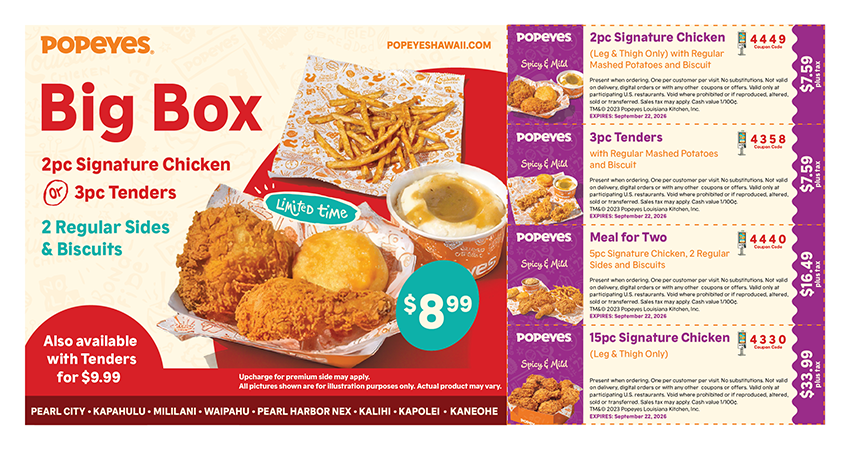 POPEYES
POPEYESHAWAII.COM
Big Box
2pc Signature Chicken
or 3pc Tenders
2 Regular Sides
& Biscuits
Limited time
$8.99
Also available
with Tenders
for $9.99
Upcharge for premium side may apply.
All pictures shown are for illustration purposes only. Actual product may vary.
PEARL CITY • KAPAHULU • MILILANI • WAIPAHU • PEARL HARBOR NEX • KALIHI • KAPOLEI • KANEOHE
POPEYES
Spicy & Mild
2pc Signature Chicken
(Leg & Thigh Only) with Regular
Mashed Potatoes and Biscuit
4449
Coupon Code
Present when ordering. One per customer per visit. No substitutions. Not valid
on delivery, digital orders or with any other coupons or offers. Valid only at
participating U.S. restaurants. Void where prohibited or if reproduced, altered,
sold or transferred. Sales tax may apply. Cash value 1/100¢.
TM&© 2023 Popeyes Louisiana Kitchen, Inc.
EXPIRES: September 22, 2026
$7.59
plus tax
POPEYES
Spicy & Mild
3pc Tenders
with Regular Mashed Potatoes
and Biscuit
4358
Coupon Code
Present when ordering. One per customer per visit. No substitutions. Not valid
on delivery, digital orders or with any other coupons or offers. Valid only at
participating U.S. restaurants. Void where prohibited or if reproduced, altered,
sold or transferred. Sales tax may apply. Cash value 1/100¢.
TM&© 2023 Popeyes Louisiana Kitchen, Inc.
EXPIRES: September 22, 2026
$7.59
plus tax
POPEYES
Spicy & Mild
Meal for Two
5pc Signature Chicken, 2 Regular
Sides and Biscuits
4440
Coupon Code
Present when ordering. One per customer per visit. No substitutions. Not valid
on delivery, digital orders or with any other coupons or offers. Valid only at
participating U.S. restaurants. Void where prohibited or if reproduced, altered,
sold or transferred. Sales tax may apply. Cash value 1/100¢.
TM&© 2023 Popeyes Louisiana Kitchen, Inc.
EXPIRES: September 22, 2026
$16.49
plus tax
POPEYES
Spicy & Mild
15pc Signature Chicken
(Leg & Thigh Only)
4330
Coupon Code
Present when ordering. One per customer per visit. No substitutions. Not valid
on delivery, digital orders or with any other coupons or offers. Valid only at
participating U.S. restaurants. Void where prohibited or if reproduced, altered,
sold or transferred. Sales tax may apply. Cash value 1/100¢.
TM&© 2023 Popeyes Louisiana Kitchen, Inc.
EXPIRES: September 22, 2026
$33.99
plus tax